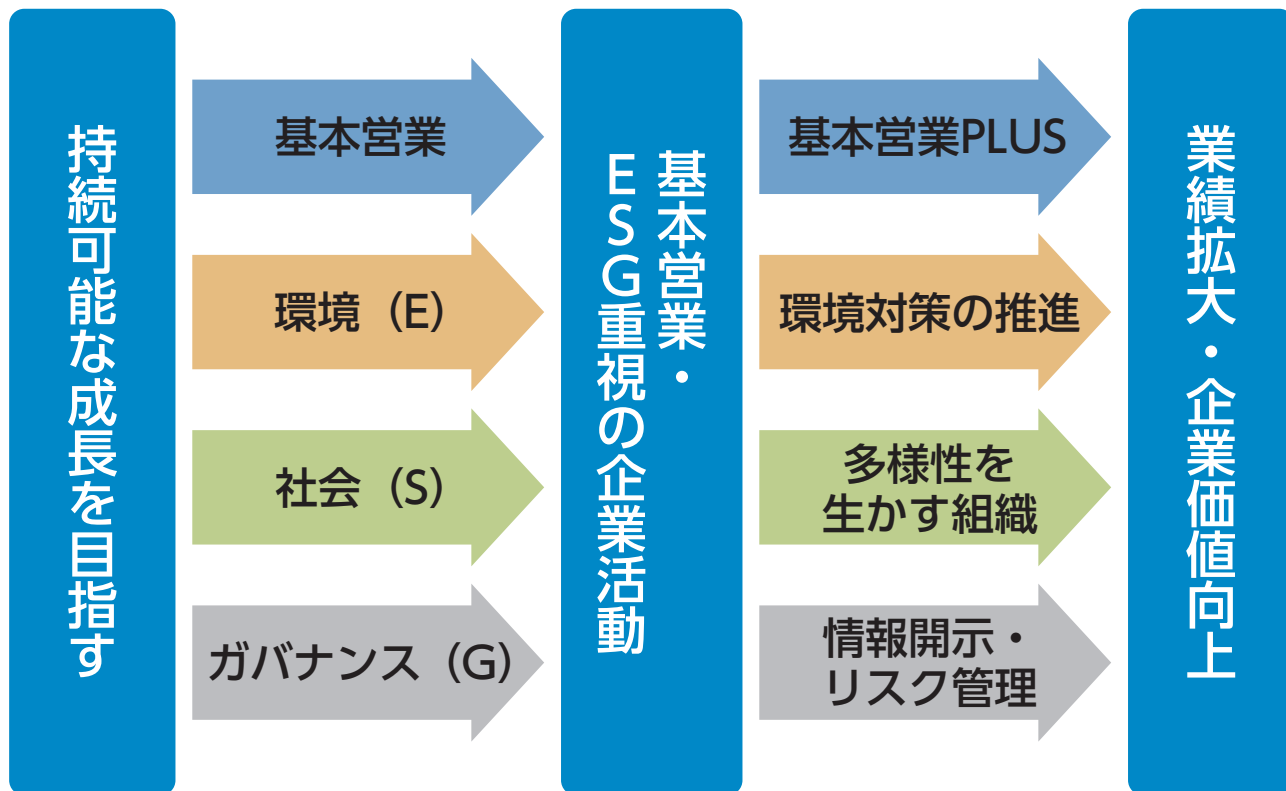 持続可能な成長を目指す
基本営業
環境（E）
社会（S）
ガバナンス（G）
基本営業・
ESG重視の企業活動
基本営業PLUS
環境対策の推進
多様性を
生かす組織
情報開示・
リスク管理
業績拡大・企業価値向上